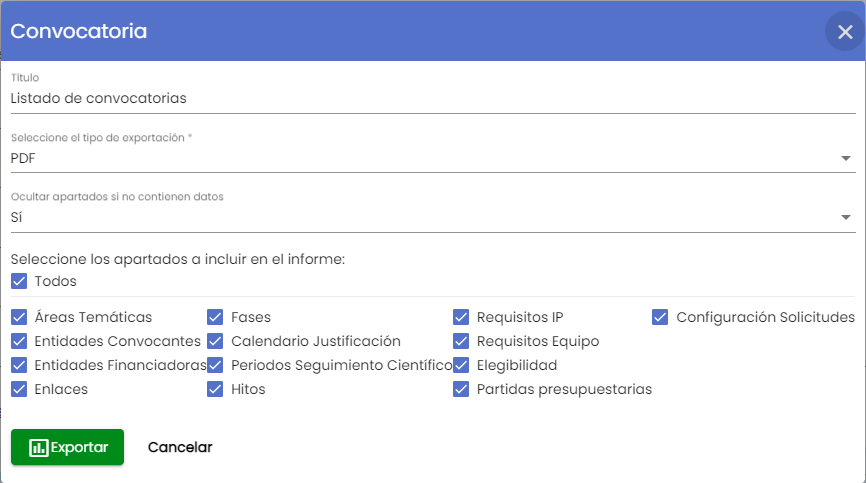 Convocatoria
Título
Listado de convocatorias
Seleccione el tipo de exportación *
PDF
Ocultar apartados si no contienen datos
Sí
Seleccione los apartados a incluir en el informe:
Todos
Áreas Temáticas Fases Requisitos IP Configuración Solicitudes
Entidades Convocantes Calendario Justificación Requisitos Equipo
Entidades Financiadoras Periodos Seguimiento Científico Elegibilidad
Enlaces Hitos Partidas presupuestarias
Exportar Cancelar